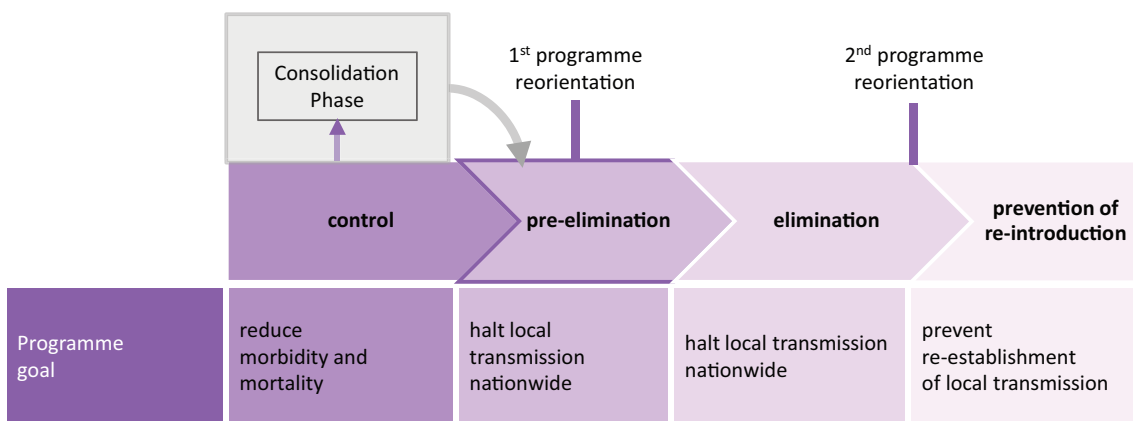 Consolidation
Phase
1st programme
reorientation
2nd programme
reorientation
control
pre-elimination
elimination
prevention of
re-introduction
Programme
goal
reduce
morbidity and
mortality
halt local
transmission
nationwide
halt local transmission
nationwide
prevent
re-establishment
of local transmission